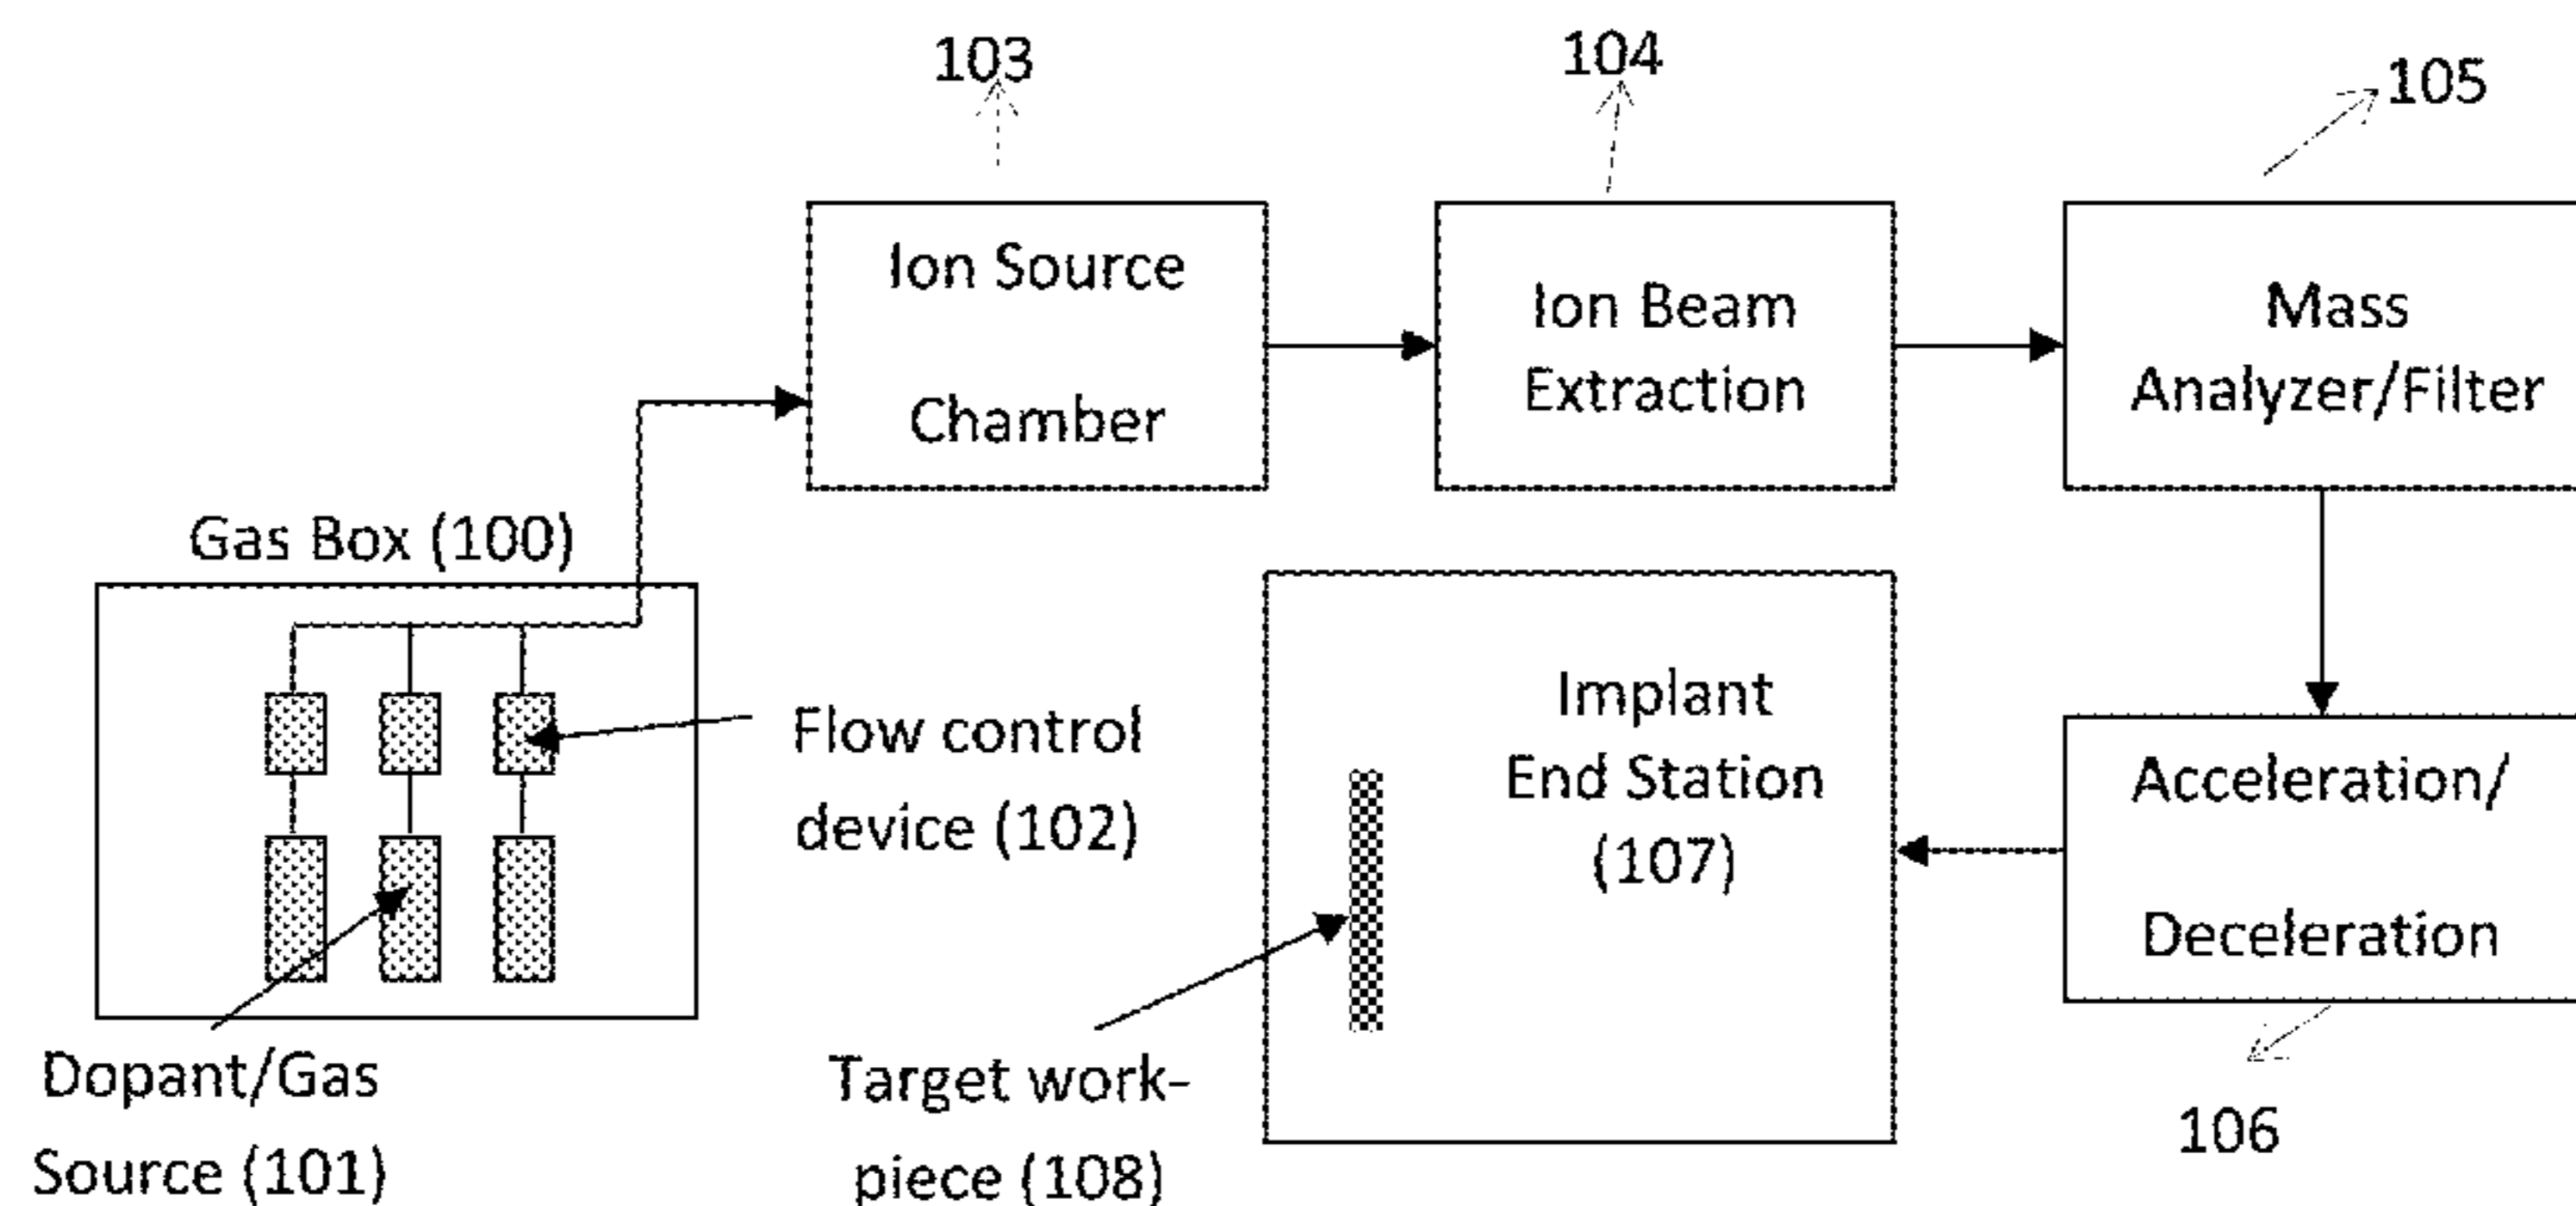 103
104
105
Ion Source
Chamber
Ion Beam
Extraction
Mass
Analyzer/Filter
Gas Box (100)
Flow control
device (102)
Implant
End Station
(107)
Acceleration/
Deceleration
Dopant/Gas
Source (101)
Target work-
piece (108)
106